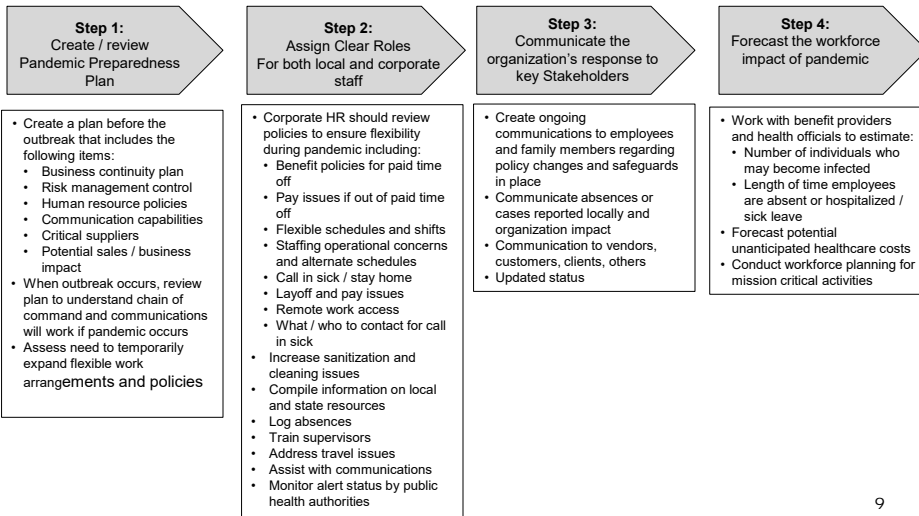 Step 1:
Create / review
Pandemic Preparedness
Plan
Step 2:
Assign Clear Roles
For both local and corporate
staff
Step 3:
Communicate the
organization's response to
key Stakeholders
Step 4:
Forecast the workforce
impact of pandemic
• Create a plan before the
outbreak that includes the
following items:
• Business continuity plan
• Risk management control
• Human resource policies
• Communication capabilities
• Critical suppliers
• Potential sales / business
impact
• When outbreak occurs, review
plan to understand chain of
command and communications
will work if pandemic occurs
• Assess need to temporarily
expand flexible work
arrangements and policies
• Corporate HR should review
policies to ensure flexibility
during pandemic including:
• Benefit policies for paid time
off
• Pay issues if out of paid time
off
• Flexible schedules and shifts
• Staffing operational concerns
and alternate schedules
• Call in sick / stay home
• Layoff and pay issues
• Remote work access
• What / who to contact for call
in sick
• Increase sanitization and
cleaning issues
• Compile information on local
and state resources
• Log absences
• Train supervisors
• Address travel issues
• Assist with communications
• Monitor alert status by public
health authorities
• Create ongoing
communications to employees
and family members regarding
policy changes and safeguards
in place
• Communicate absences or
cases reported locally and
organization impact
• Communication to vendors,
customers, clients, others
• Updated status
• Work with benefit providers
and health officials to estimate:
• Number of individuals who
may become infected
• Length of time employees
are absent or hospitalized /
sick leave
• Forecast potential
unanticipated healthcare costs
• Conduct workforce planning for
mission critical activities
9